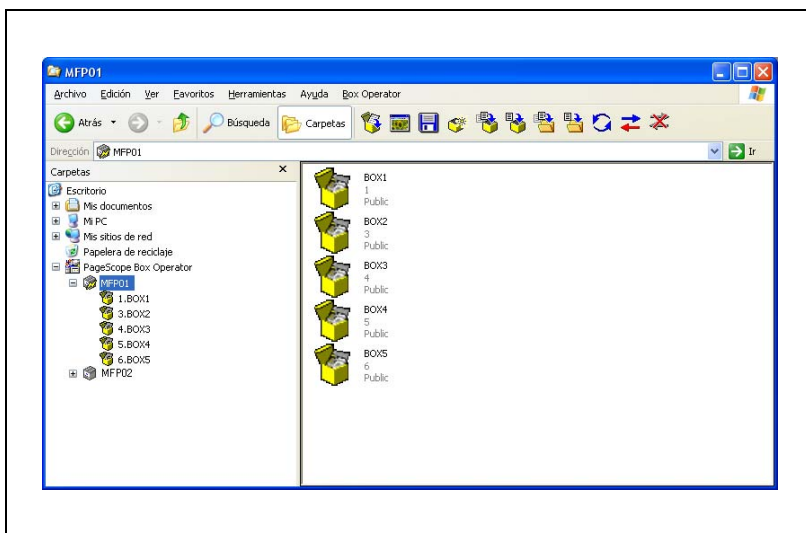 MFP01
Archivo Edición Ver Favoritos Herramientas Ayuda Box Operator
Atrás Búsqueda Carpetas
Dirección MFP01 Ir
Carpetas
Escritorio
Mis documentos
Mi PC
Mis sitios de red
Papelera de reciclaje
PageScope Box Operator
MFP01
1.BOX1
3.BOX2
4.BOX3
5.BOX4
6.BOX5
MFP02
BOX1
1
Public
BOX2
3
Public
BOX3
4
Public
BOX4
5
Public
BOX5
6
Public